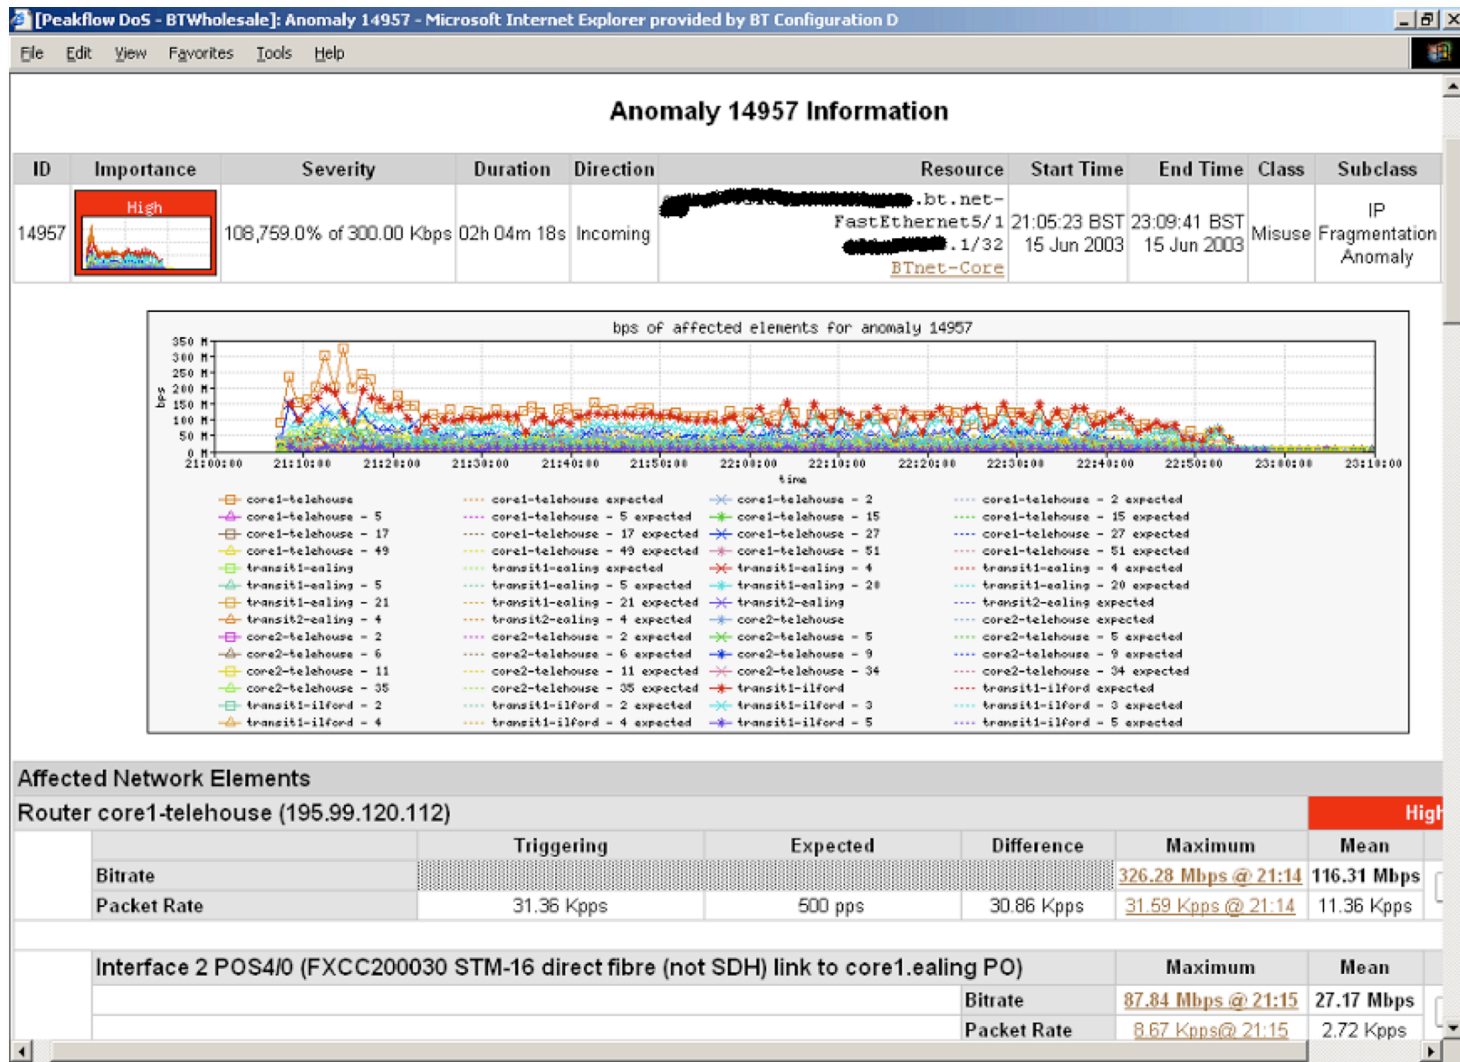 [Peakflow DoS - BTWholesale]: Anomaly 14957 - Microsoft Internet Explorer provided by BT Configuration D
File Edit View Favorites Tools Help
Anomaly 14957 Information
ID Importance Severity Duration Direction Resource Start Time End Time Class Subclass
14957 High 108,759.0% of 300.00 Kbps 02h 04m 18s Incoming .bt.net-
FastEthernet5/1 21:05:23 BST 23:09:41 BST Misuse IP Fragmentation Anomaly
.1/32 15 Jun 2003 15 Jun 2003
BTnet-Core
bps of affected elements for anomaly 14957
350 M
300 M
250 M
200 M
150 M
100 M
50 M
0 M
bps
21:00:00 21:10:00 21:20:00 21:30:00 21:40:00 21:50:00 22:00:00 22:10:00 22:20:00 22:30:00 22:40:00 22:50:00 23:00:00 23:10:00
time
core1-telehouse core1-telehouse expected core1-telehouse - 2 core1-telehouse - 2 expected
core1-telehouse - 5 core1-telehouse - 5 expected core1-telehouse - 15 core1-telehouse - 15 expected
core1-telehouse - 17 core1-telehouse - 17 expected core1-telehouse - 27 core1-telehouse - 27 expected
core1-telehouse - 49 core1-telehouse - 49 expected core1-telehouse - 51 core1-telehouse - 51 expected
transit1-ealing transit1-ealing expected transit1-ealing - 4 transit1-ealing - 4 expected
transit1-ealing - 5 transit1-ealing - 5 expected transit1-ealing - 20 transit1-ealing - 20 expected
transit1-ealing - 21 transit1-ealing - 21 expected transit2-ealing transit2-ealing expected
transit2-ealing - 4 transit2-ealing - 4 expected core2-telehouse core2-telehouse expected
core2-telehouse - 2 core2-telehouse - 2 expected core2-telehouse - 5 core2-telehouse - 5 expected
core2-telehouse - 6 core2-telehouse - 6 expected core2-telehouse - 9 core2-telehouse - 9 expected
core2-telehouse - 11 core2-telehouse - 11 expected core2-telehouse - 34 core2-telehouse - 34 expected
core2-telehouse - 35 core2-telehouse - 35 expected transit1-ilford transit1-ilford expected
transit1-ilford - 2 transit1-ilford - 2 expected transit1-ilford - 3 transit1-ilford - 3 expected
transit1-ilford - 4 transit1-ilford - 4 expected transit1-ilford - 5 transit1-ilford - 5 expected
Affected Network Elements
Router core1-telehouse (195.99.120.112) High
Triggering Expected Difference Maximum Mean
Bitrate 326.28 Mbps @ 21:14 116.31 Mbps
Packet Rate 31.36 Kpps 500 pps 30.86 Kpps 31.59 Kpps @ 21:14 11.36 Kpps
Interface 2 POS4/0 (FXCC200030 STM-16 direct fibre (not SDH) link to core1.ealing PO) Maximum Mean
Bitrate 87.84 Mbps @ 21:15 27.17 Mbps
Packet Rate 8.67 Kpps@ 21:15 2.72 Kpps